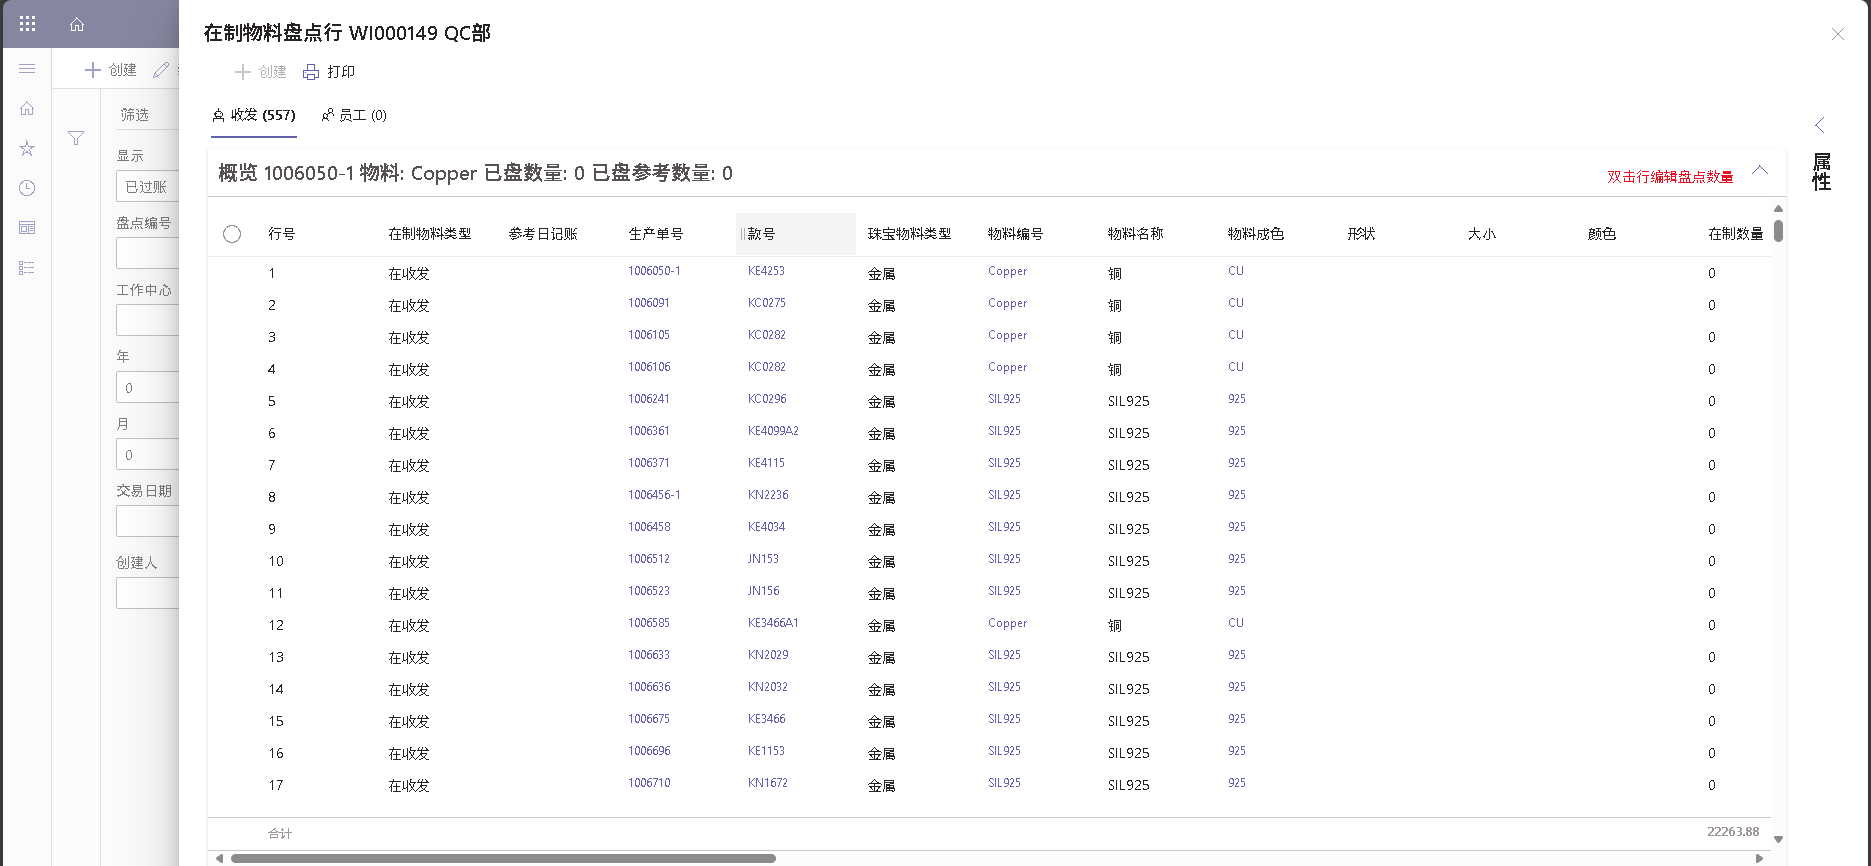 在制物料盘点行 WI000149 QC部
创建
创建 打印
筛选
收发 (557) 员工 (0)
显示
已过账
概览 1006050-1 物料: Copper 已盘数量: 0 已盘参考数量: 0
双击行编辑盘点数量
属性
盘点编号
工作中心
年
0
月
0
交易日期
创建人
行号 在制物料类型 参考日记账 生产单号 款号 珠宝物料类型 物料编号 物料名称 物料成色 形状 大小 颜色 在制数量
1 在收发 1006050-1 KE4253 金属 Copper 铜 CU 0
2 在收发 1006091 KC0275 金属 Copper 铜 CU 0
3 在收发 1006105 KC0282 金属 Copper 铜 CU 0
4 在收发 1006106 KC0282 金属 Copper 铜 CU 0
5 在收发 1006241 KC0296 金属 SIL925 SIL925 925 0
6 在收发 1006361 KE4099A2 金属 SIL925 SIL925 925 0
7 在收发 1006371 KE4115 金属 SIL925 SIL925 925 0
8 在收发 1006456-1 KN2236 金属 SIL925 SIL925 925 0
9 在收发 1006458 KE4034 金属 SIL925 SIL925 925 0
10 在收发 1006512 JN153 金属 SIL925 SIL925 925 0
11 在收发 1006523 JN156 金属 SIL925 SIL925 925 0
12 在收发 1006585 KE3466A1 金属 Copper 铜 CU 0
13 在收发 1006633 KN2029 金属 SIL925 SIL925 925 0
14 在收发 1006636 KN2032 金属 SIL925 SIL925 925 0
15 在收发 1006675 KE3466 金属 SIL925 SIL925 925 0
16 在收发 1006696 KE1153 金属 SIL925 SIL925 925 0
17 在收发 1006710 KN1672 金属 SIL925 SIL925 925 0
合计 22263.88